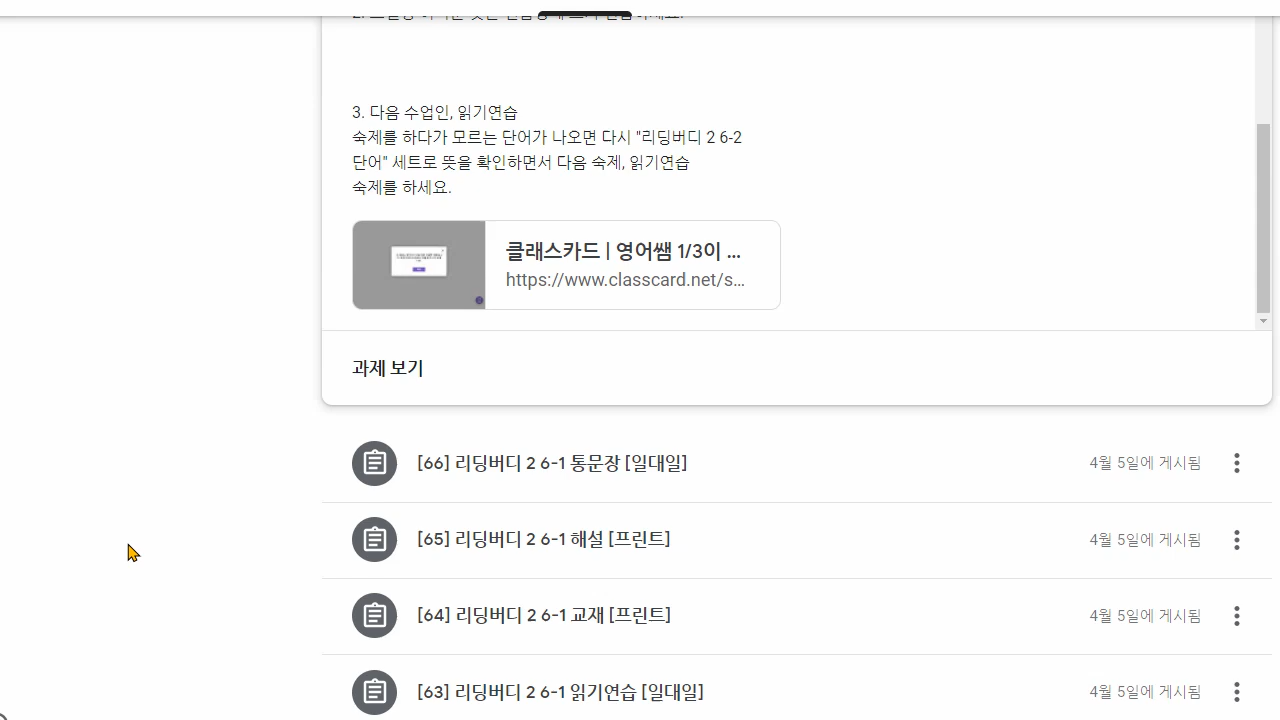 3. 다음 수업인, 읽기연습
숙제를 하다가 모르는 단어가 나오면 다시 "리딩버디 2 6-2
단어" 세트로 뜻을 확인하면서 다음 숙제, 읽기연습
숙제를 하세요.
클래스카드 | 영어쌤 1/3이 ...
https://www.classcard.net/s...
과제 보기
[66] 리딩버디 2 6-1 통문장 [일대일] 4월 5일에 게시됨
[65] 리딩버디 2 6-1 해설 [프린트] 4월 5일에 게시됨
[64] 리딩버디 2 6-1 교재 [프린트] 4월 5일에 게시됨
[63] 리딩버디 2 6-1 읽기연습 [일대일] 4월 5일에 게시됨